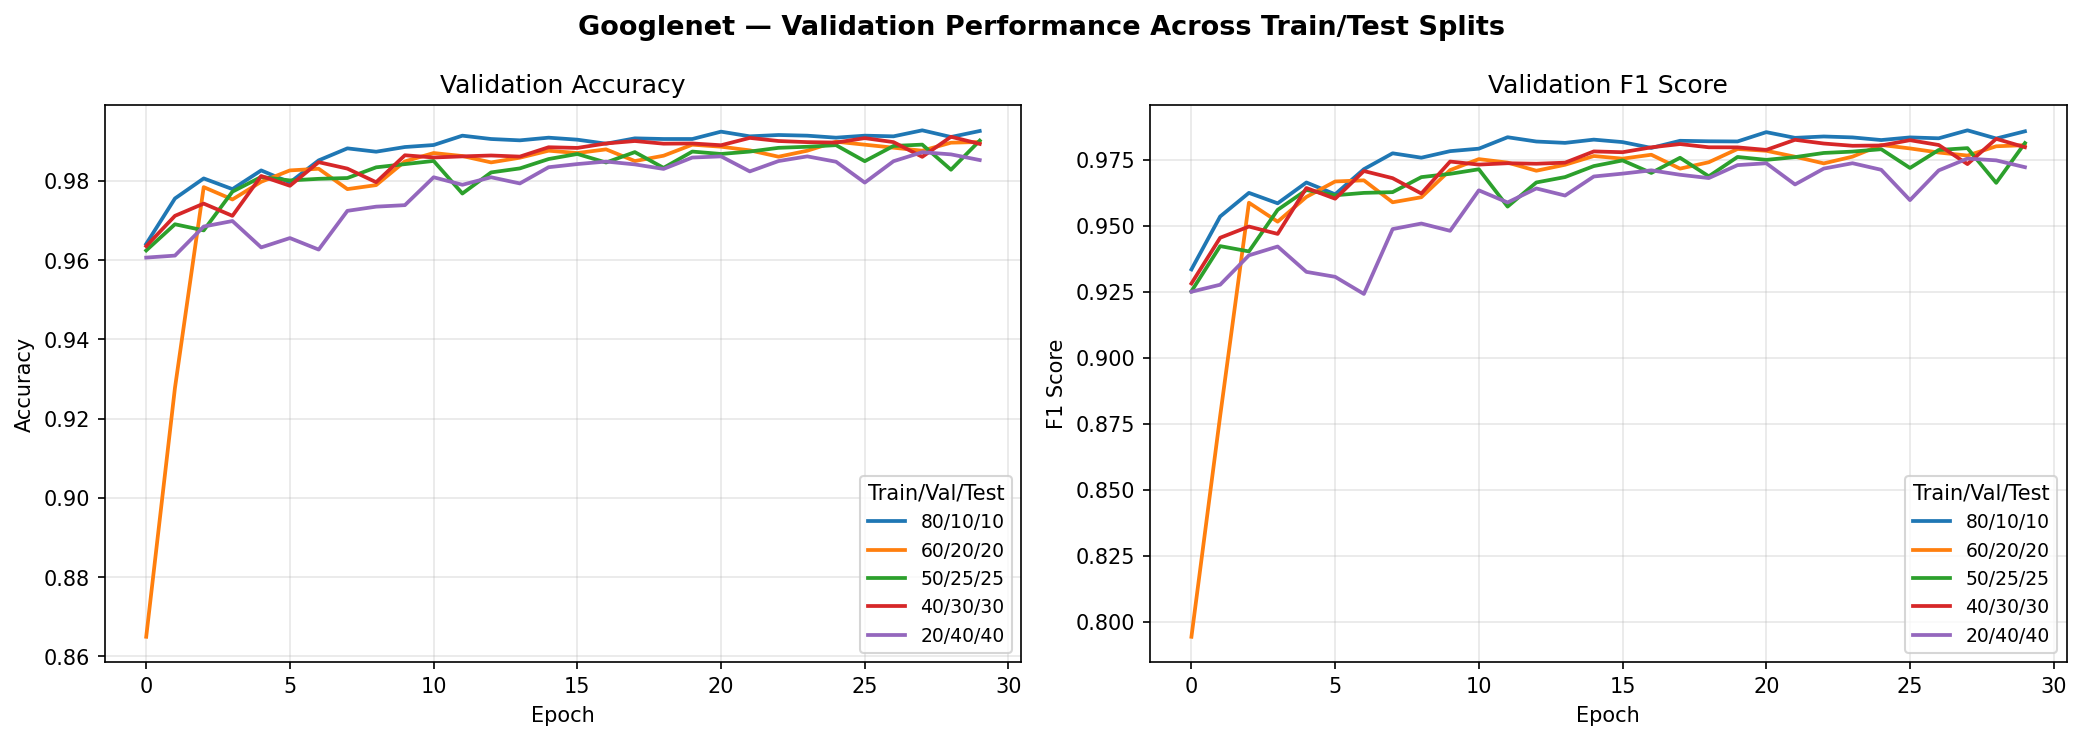 Googlenet — Validation Performance Across Train/Test Splits
Validation Accuracy
Accuracy
0.98
0.96
0.94
0.92
0.90
0.88
0.86
0 5 10 15 20 25 30
Epoch
Train/Val/Test
80/10/10
60/20/20
50/25/25
40/30/30
20/40/40
Validation F1 Score
F1 Score
0.975
0.950
0.925
0.900
0.875
0.850
0.825
0.800
0 5 10 15 20 25 30
Epoch
Train/Val/Test
80/10/10
60/20/20
50/25/25
40/30/30
20/40/40